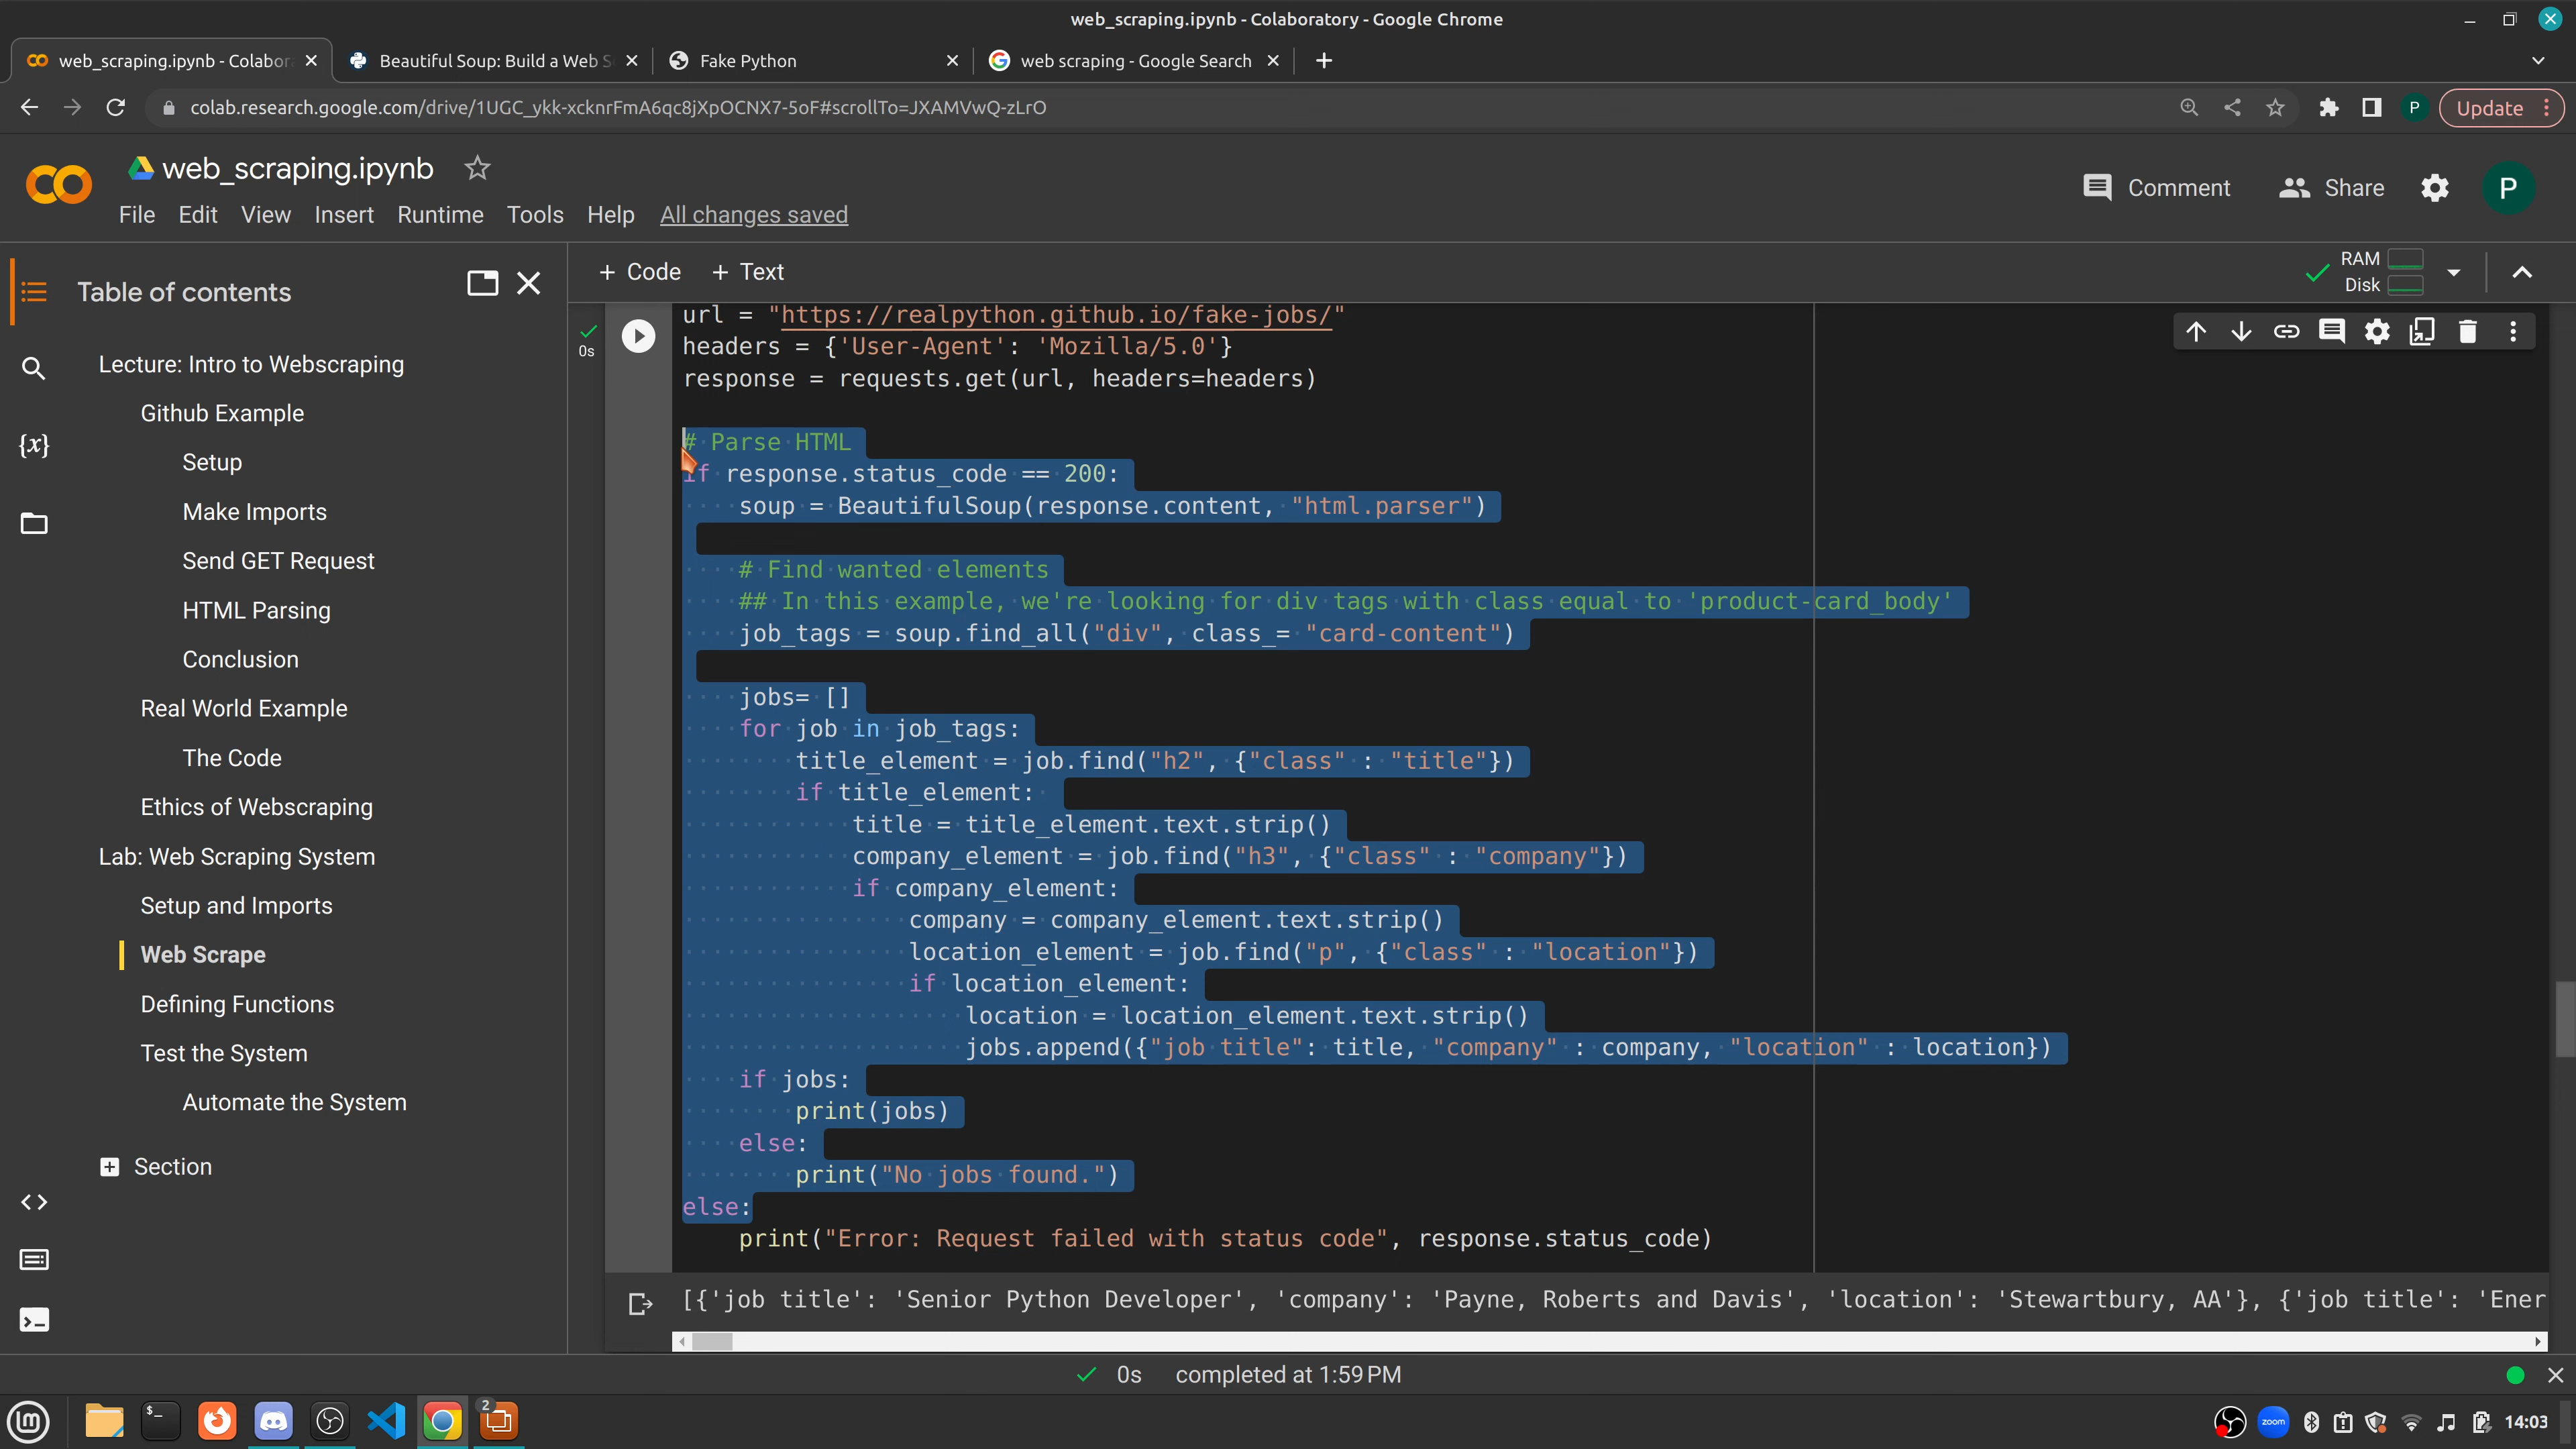 web_scraping.ipynb - Colaboratory - Google Chrome
web_scraping.ipynb - Colabor
Beautiful Soup: Build a Web S
Fake Python
web scraping - Google Search
colab.research.google.com/drive/1UGC_ykk-xcknrFmA6qc8jXpOCNX7-5oF#scrollTo=JXAMVwQ-zLrO
P
Update
web_scraping.ipynb
File Edit View Insert Runtime Tools Help All changes saved
Comment
Share
P
Table of contents
+ Code + Text
RAM
Disk
Lecture: Intro to Webscraping
Github Example
Setup
Make Imports
Send GET Request
HTML Parsing
Conclusion
Real World Example
The Code
Ethics of Webscraping
Lab: Web Scraping System
Setup and Imports
Web Scrape
Defining Functions
Test the System
Automate the System
Section
{x}
0s
url = "https://realpython.github.io/fake-jobs/"
headers = {'User-Agent': 'Mozilla/5.0'}
response = requests.get(url, headers=headers)
# Parse HTML
if response.status_code == 200:
soup = BeautifulSoup(response.content, "html.parser")
# Find wanted elements
## In this example, we're looking for div tags with class equal to 'product-card_body'
job_tags = soup.find_all("div", class_= "card-content")
jobs= []
for job in job_tags:
title_element = job.find("h2", {"class" : "title"})
if title_element:
title = title_element.text.strip()
company_element = job.find("h3", {"class" : "company"})
if company_element:
company = company_element.text.strip()
location_element = job.find("p", {"class" : "location"})
if location_element:
location = location_element.text.strip()
jobs.append({"job title": title, "company" : company, "location" : location})
if jobs:
print(jobs)
else:
print("No jobs found.")
else:
print("Error: Request failed with status code", response.status_code)
[{'job title': 'Senior Python Developer', 'company': 'Payne, Roberts and Davis', 'location': 'Stewartbury, AA'}, {'job title': 'Ener
0s completed at 1:59 PM
2
zoom
14:03